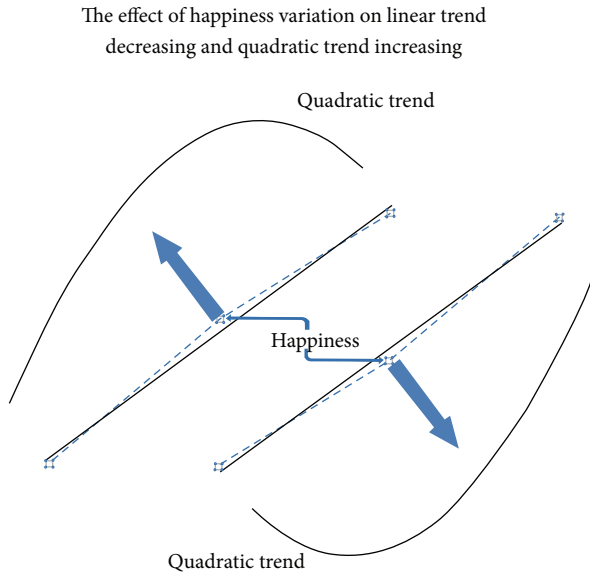 The effect of happiness variation on linear trend
decreasing and quadratic trend increasing
Quadratic trend
Happiness
Quadratic trend